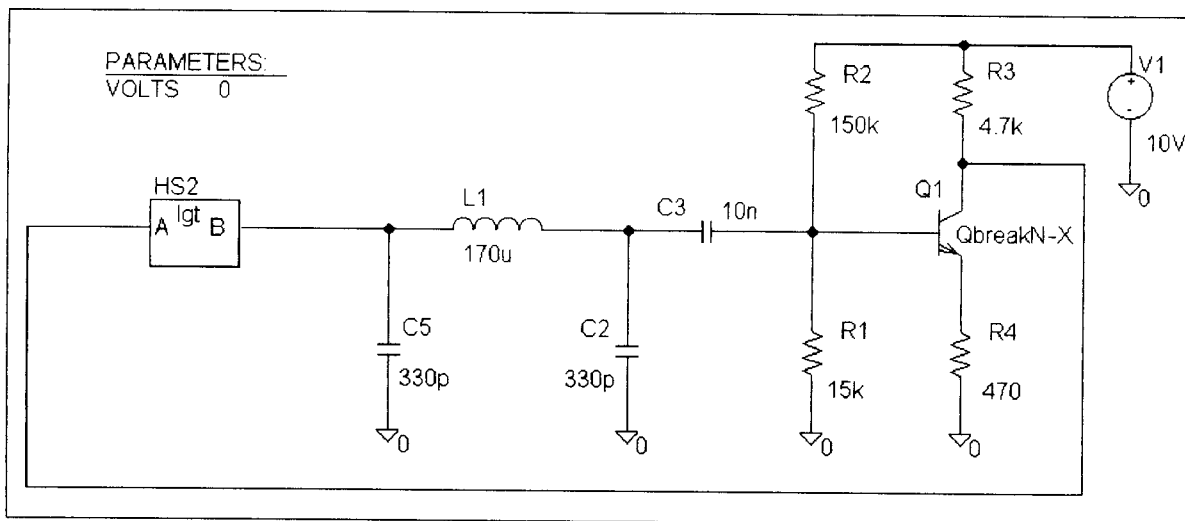 PARAMETERS:
VOLTS 0
R2
150k
R3
4.7k
V1
+
-
10V
0
HS2
A Igt B
L1
170u
C3
10n
Q1
QbreakN-X
C5
330p
C2
330p
R1
15k
R4
470
0
0
0
0